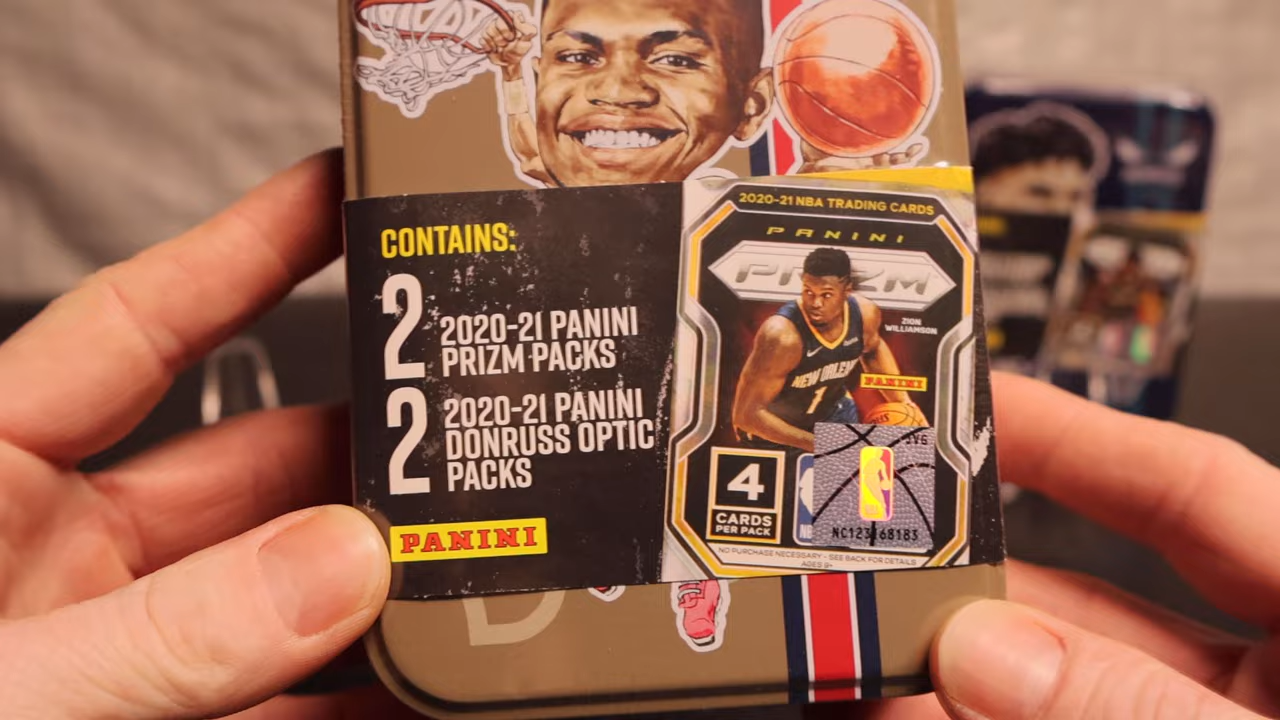 CONTAINS:
2
2020-21 PANINI
PRIZM PACKS
2
2020-21 PANINI
DONRUSS OPTIC
PACKS
PANINI
2020-21 NBA TRADING CARDS
PANINI
PRIZM
ZION
WILLIAMSON
PANINI
NEW ORLEANS
1
4
CARDS
PER PACK
NO PURCHASE NECESSARY - SEE BACK FOR DETAILS
AGES 9+
D